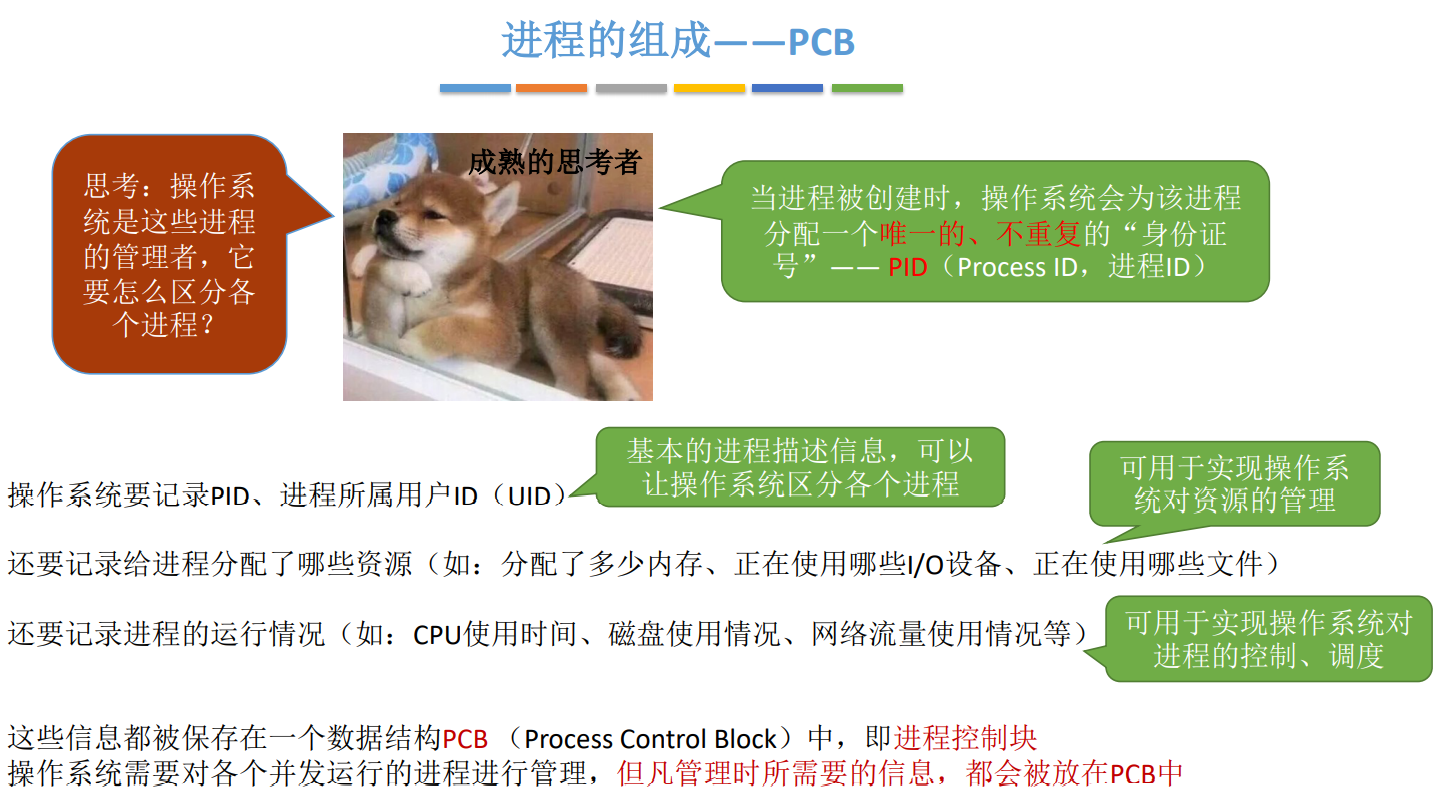 进程的组成——PCB
思考：操作系
统是这些进程
的管理者，它
要怎么区分各
个进程？
成熟的思考者
当进程被创建时，操作系统会为该进程
分配一个唯一的、不重复的“身份证
号”—— PID（Process ID，进程ID）
基本的进程描述信息，可以
让操作系统区分各个进程
操作系统要记录PID、进程所属用户ID（UID）
可用于实现操作系
统对资源的管理
还要记录给进程分配了哪些资源（如：分配了多少内存、正在使用哪些I/O设备、正在使用哪些文件）
还要记录进程的运行情况（如：CPU使用时间、磁盘使用情况、网络流量使用情况等）
可用于实现操作系统对
进程的控制、调度
这些信息都被保存在一个数据结构PCB （Process Control Block）中，即进程控制块
操作系统需要对各个并发运行的进程进行管理，但凡管理时所需要的信息，都会被放在PCB中